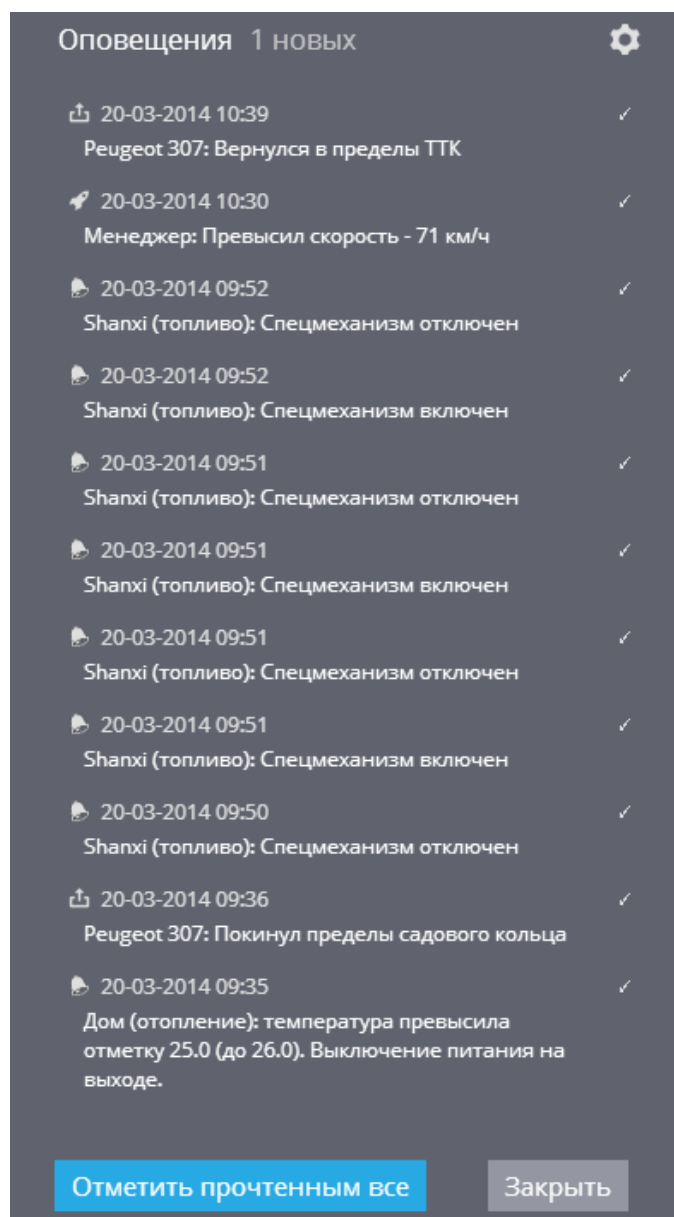 Оповещения 1 новых
20-03-2014 10:39 ✓
Peugeot 307: Вернулся в пределы ТТК
20-03-2014 10:30 ✓
Менеджер: Превысил скорость - 71 км/ч
20-03-2014 09:52 ✓
Shanxi (топливо): Спецмеханизм отключен
20-03-2014 09:52 ✓
Shanxi (топливо): Спецмеханизм включен
20-03-2014 09:51 ✓
Shanxi (топливо): Спецмеханизм отключен
20-03-2014 09:51 ✓
Shanxi (топливо): Спецмеханизм включен
20-03-2014 09:51 ✓
Shanxi (топливо): Спецмеханизм отключен
20-03-2014 09:51 ✓
Shanxi (топливо): Спецмеханизм включен
20-03-2014 09:50 ✓
Shanxi (топливо): Спецмеханизм отключен
20-03-2014 09:36 ✓
Peugeot 307: Покинул пределы садового кольца
20-03-2014 09:35 ✓
Дом (отопление): температура превысила
отметку 25.0 (до 26.0). Выключение питания на
выходе.
Отметить прочтенным все Закрыть